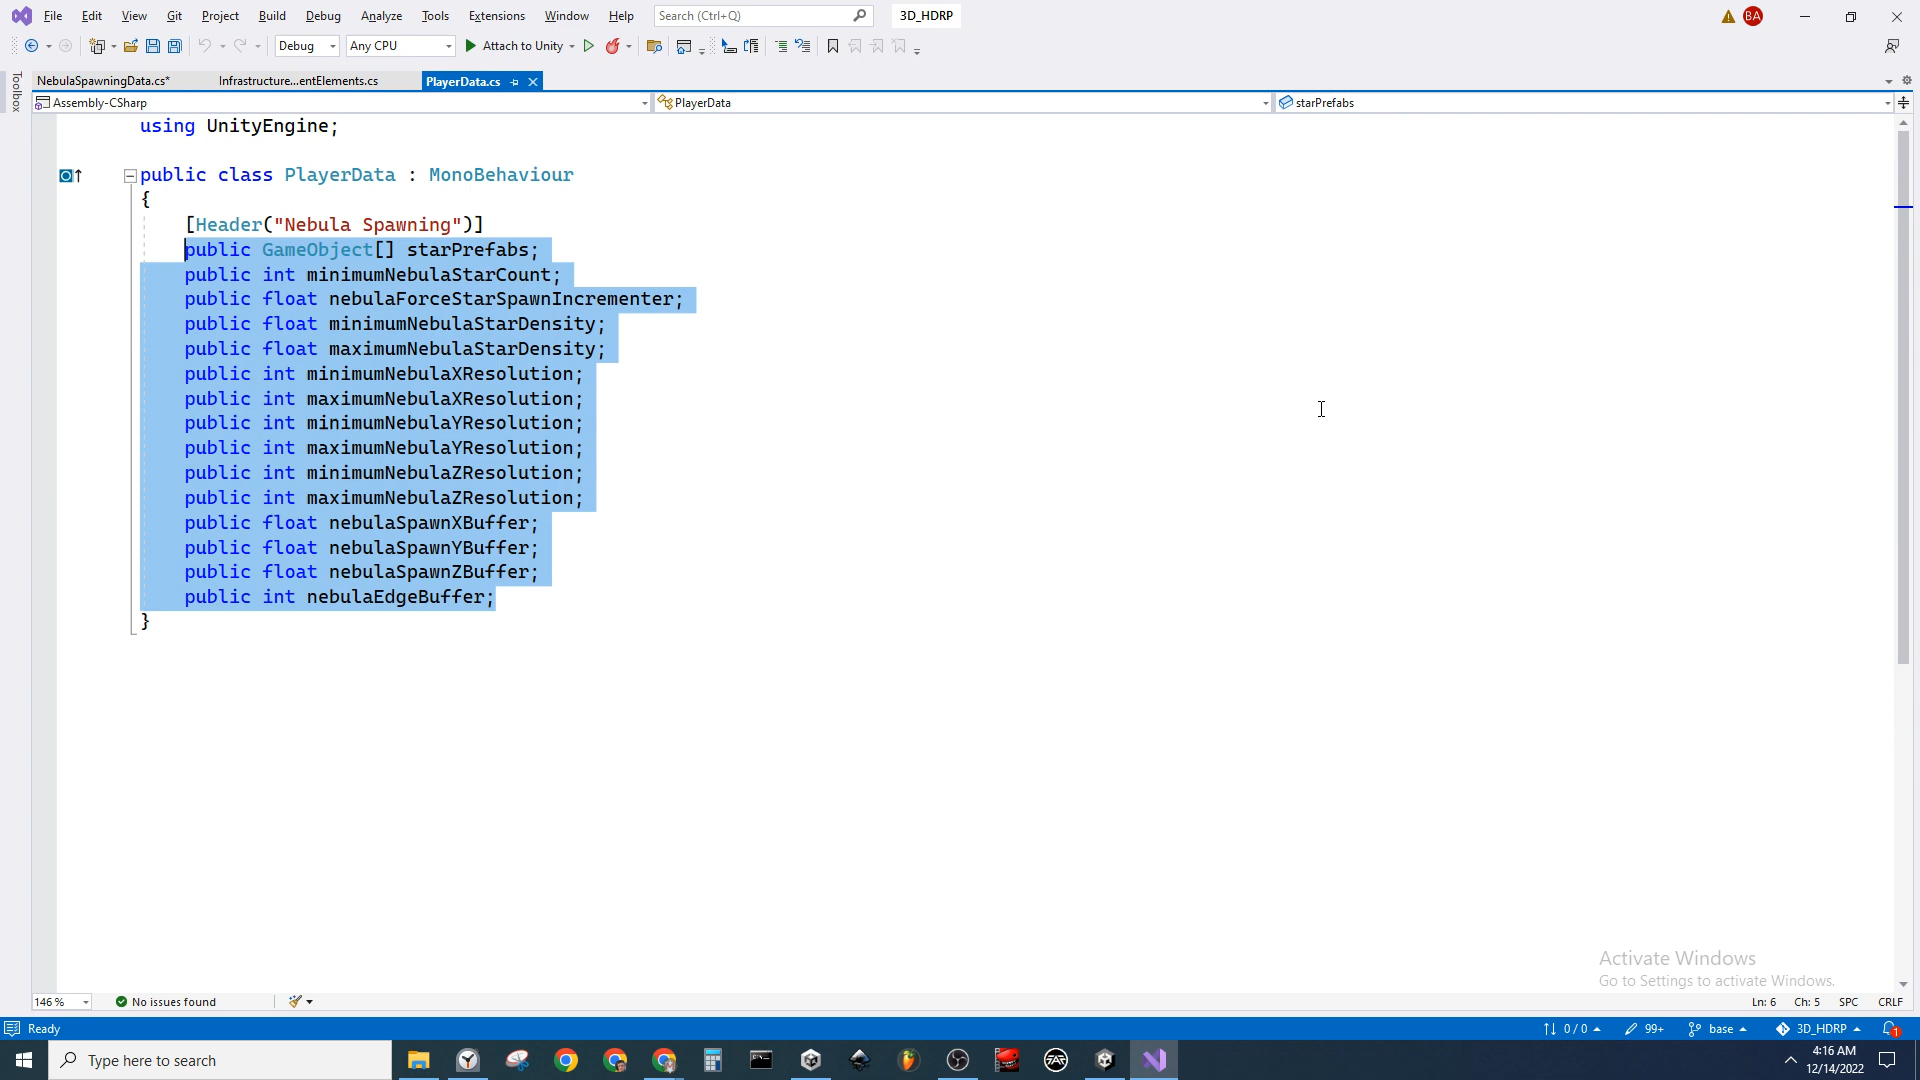 File Edit View Git Project Build Debug Analyze Tools Extensions Window Help Search (Ctrl+Q) 3D_HDRP BA
Debug Any CPU Attach to Unity
Toolbox
NebulaSpawningData.cs* Infrastructure...entElements.cs PlayerData.cs
Assembly-CSharp PlayerData starPrefabs
using UnityEngine;
public class PlayerData : MonoBehaviour
{
[Header("Nebula Spawning")]
public GameObject[] starPrefabs;
public int minimumNebulaStarCount;
public float nebulaForceStarSpawnIncrementer;
public float minimumNebulaStarDensity;
public float maximumNebulaStarDensity;
public int minimumNebulaXResolution;
public int maximumNebulaXResolution;
public int minimumNebulaYResolution;
public int maximumNebulaYResolution;
public int minimumNebulaZResolution;
public int maximumNebulaZResolution;
public float nebulaSpawnXBuffer;
public float nebulaSpawnYBuffer;
public float nebulaSpawnZBuffer;
public int nebulaEdgeBuffer;
}
Activate Windows
Go to Settings to activate Windows.
146 % No issues found Ln: 6 Ch: 5 SPC CRLF
Ready 0 / 0 99+ base 3D_HDRP 1
Type here to search 4:16 AM
12/14/2022